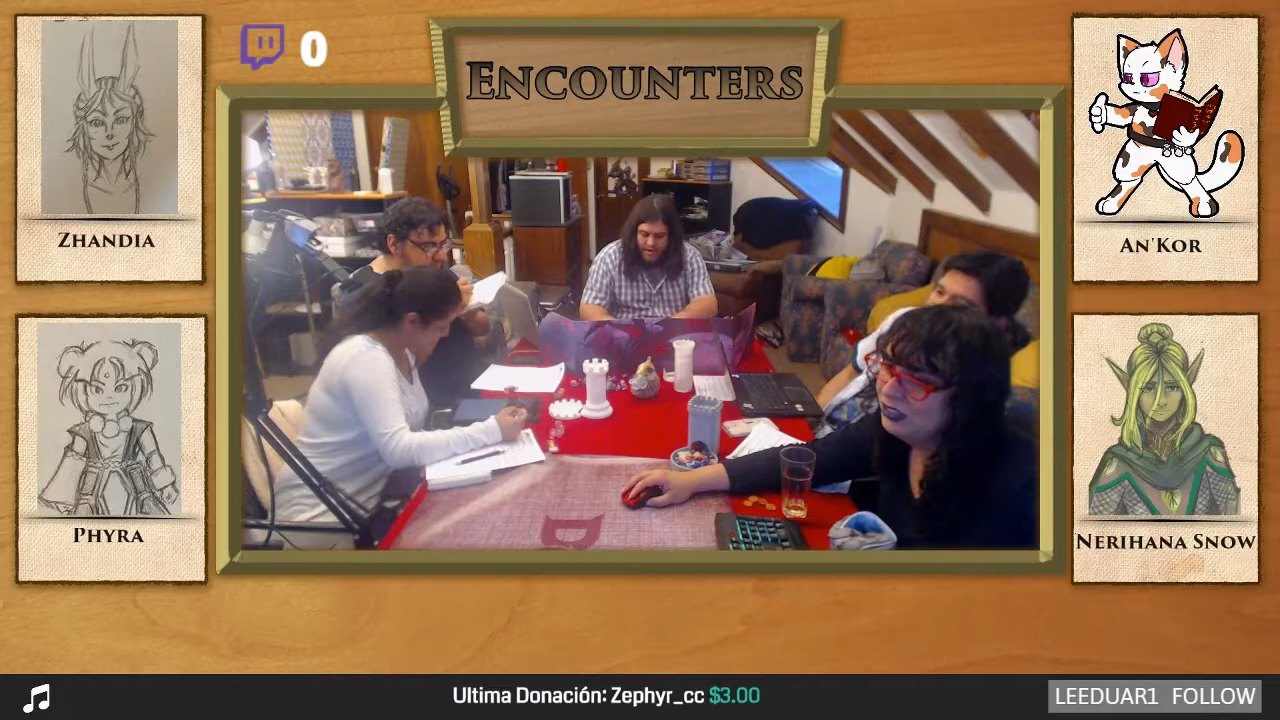 0
ENCOUNTERS
ZHANDIA
AN'KOR
PHYRA
NERIHANA SNOW
Ultima Donación: Zephyr_cc $3.00
LEEDUAR1 FOLLOW